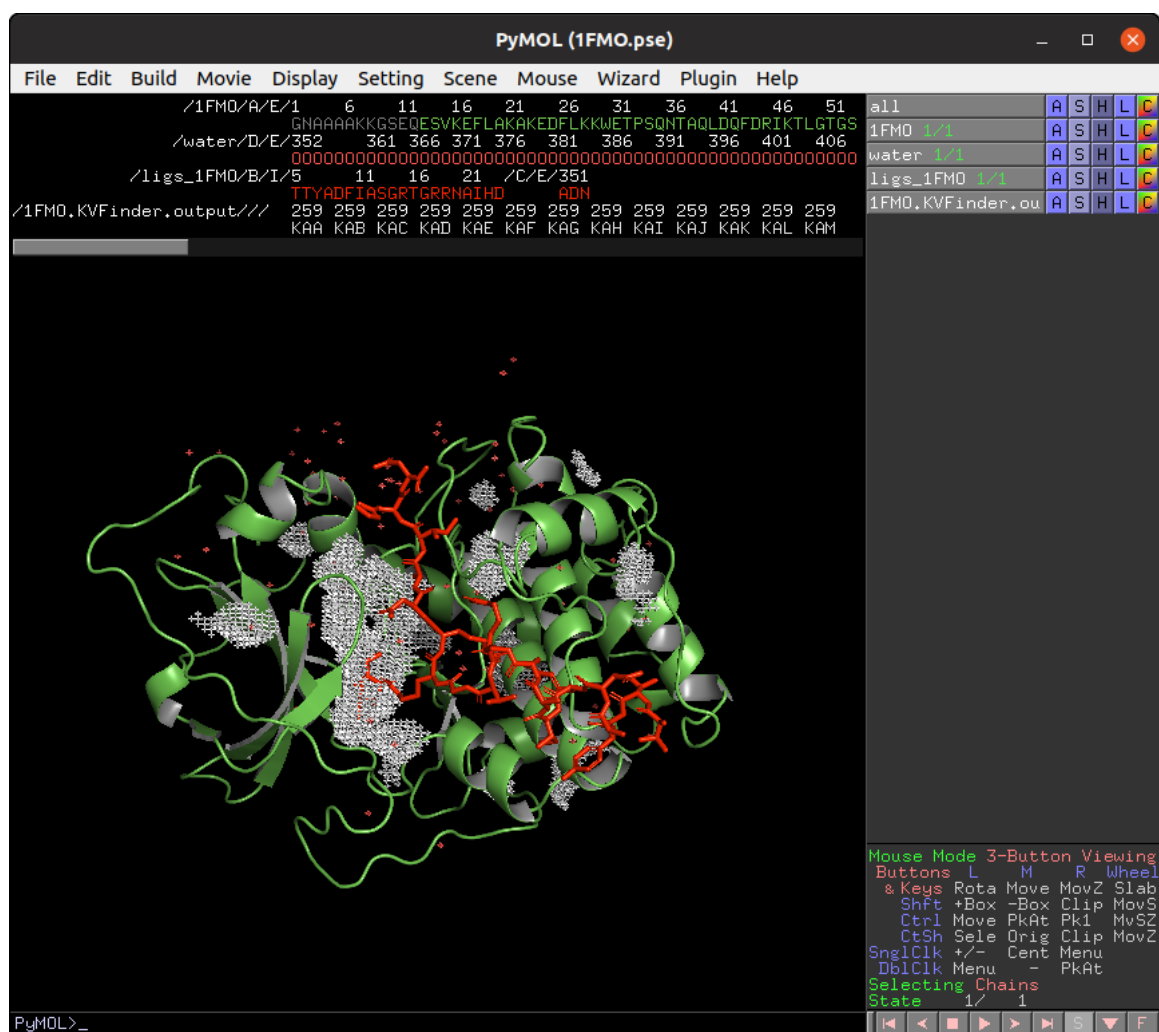 PyMOL (1FMO.pse)
File Edit Build Movie Display Setting Scene Mouse Wizard Plugin Help
/1FMO/A/E/1 6 11 16 21 26 31 36 41 46 51
GNAAAAKKGSEQESVKEFLAKAKEDFLKKWETPSQNTAQLDQFDRIKTLGTGS
/water/D/E/352 361 366 371 376 381 386 391 396 401 406
OOOOOOOOOOOOOOOOOOOOOOOOOOOOOOOOOOOOOOOOOOOOOOOOOOOOO
/ligs_1FMO/B/I/5 11 16 21 /C/E/351
TTYADFIASGRTGRRNAIHD ADN
/1FMO.KVFinder.output/// 259 259 259 259 259 259 259 259 259 259 259 259 259
KAA KAB KAC KAD KAE KAF KAG KAH KAI KAJ KAK KAL KAM
all A S H L C
1FMO 1/1 A S H L C
water 1/1 A S H L C
ligs_1FMO 1/1 A S H L C
1FMO.KVFinder.ou A S H L C
Mouse Mode 3-Button Viewing
Buttons L M R Wheel
& Keys Rota Move MovZ Slab
Shft +Box -Box Clip MovS
Ctrl Move PkAt Pk1 MvSZ
CtSh Sele Orig Clip MovZ
SnglClk +/- Cent Menu
DblClk Menu - PkAt
Selecting Chains
State 1/ 1
S F
PyMOL>_